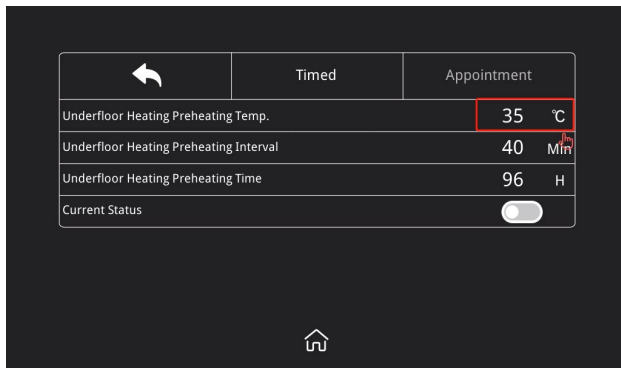 Timed Appointment
Underfloor Heating Preheating Temp. 35 ℃
Underfloor Heating Preheating Interval 40 Min
Underfloor Heating Preheating Time 96 H
Current Status